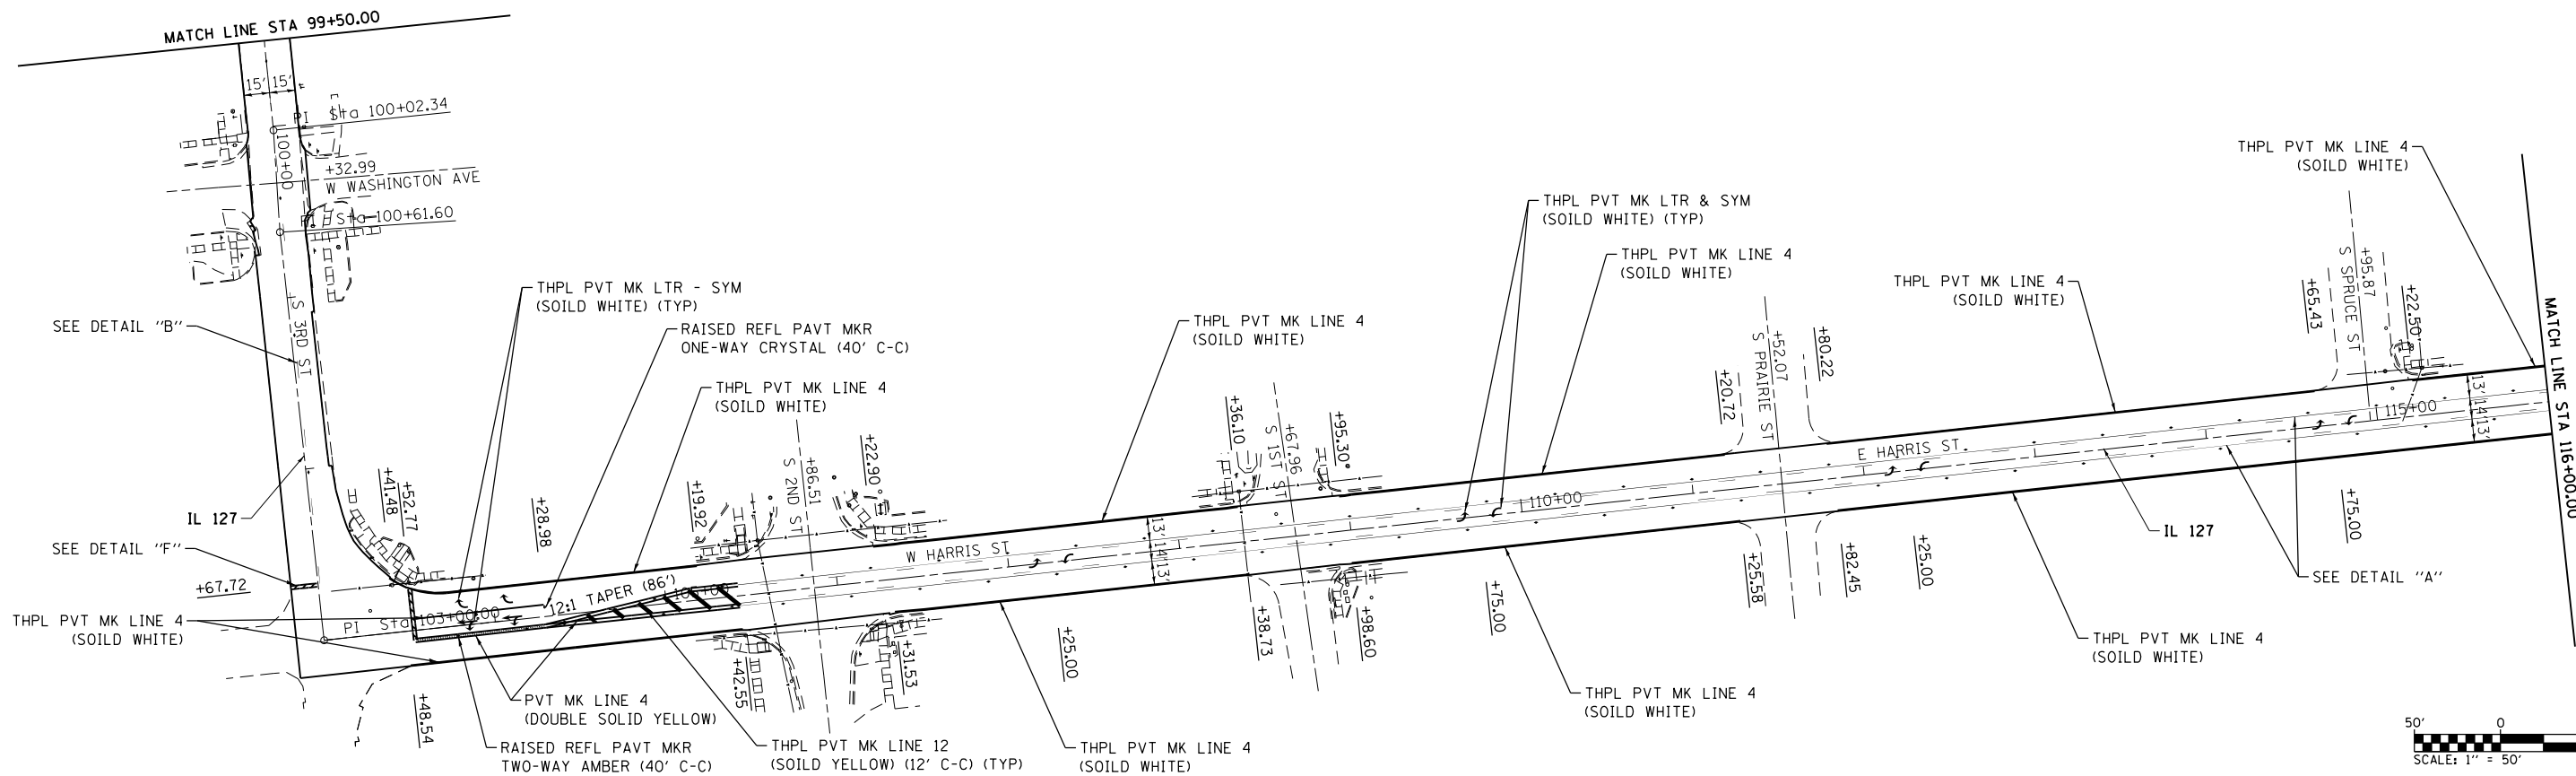 MATCH LINE STA 99+50.00
15' 15'
PI Sta 100+02.34
100+00
+32.99
W WASHINGTON AVE
PI Sta 100+61.60
S 3RD ST
SEE DETAIL "B"
IL 127
SEE DETAIL "F"
+67.72
THPL PVT MK LINE 4
(SOILD WHITE)
PI Sta 103+00.00
+41.48
+52.77
+48.54
THPL PVT MK LTR - SYM
(SOILD WHITE) (TYP)
RAISED REFL PAVT MKR
ONE-WAY CRYSTAL (40' C-C)
THPL PVT MK LINE 4
(SOILD WHITE)
+28.98
12:1 TAPER (86')
105+00
PVT MK LINE 4
(DOUBLE SOLID YELLOW)
RAISED REFL PAVT MKR
TWO-WAY AMBER (40' C-C)
THPL PVT MK LINE 12
(SOILD YELLOW) (12' C-C) (TYP)
+19.92
+86.51
S 2ND ST
+22.90
+42.55
+31.53
W HARRIS ST
THPL PVT MK LINE 4
(SOILD WHITE)
13' 14' 13'
+25.00
THPL PVT MK LINE 4
(SOILD WHITE)
+36.10
+67.96
S 1ST ST
+95.30
+38.73
+98.60
THPL PVT MK LTR & SYM
(SOILD WHITE) (TYP)
THPL PVT MK LINE 4
(SOILD WHITE)
110+00
+75.00
THPL PVT MK LINE 4
(SOILD WHITE)
+20.72
+52.07
S PRAIRIE ST
+80.22
+25.58
+82.45
+25.00
E HARRIS ST
THPL PVT MK LINE 4
(SOILD WHITE)
THPL PVT MK LINE 4
(SOILD WHITE)
IL 127
SEE DETAIL "A"
+65.43
+95.87
S SPRUCE ST
+22.50
115+00
+75.00
THPL PVT MK LINE 4
(SOILD WHITE)
13' 14' 13'
MATCH LINE STA 116+00.00
50' 0
SCALE: 1" = 50'